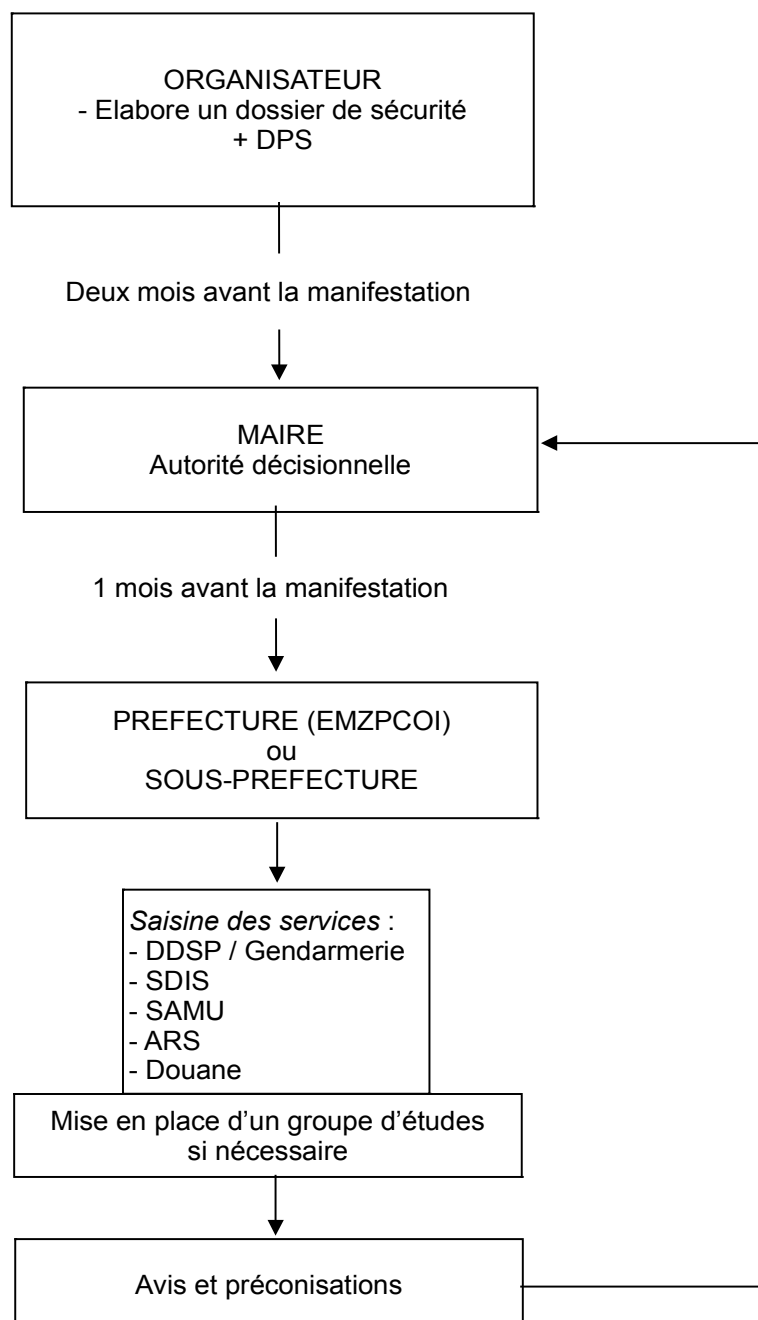 ORGANISATEUR
- Elabore un dossier de sécurité
+ DPS
Deux mois avant la manifestation
MAIRE
Autorité décisionnelle
1 mois avant la manifestation
PREFECTURE (EMZPCOI)
ou
SOUS-PREFECTURE
Saisine des services :
- DDSP / Gendarmerie
- SDIS
- SAMU
- ARS
- Douane
Mise en place d’un groupe d’études
si nécessaire
Avis et préconisations